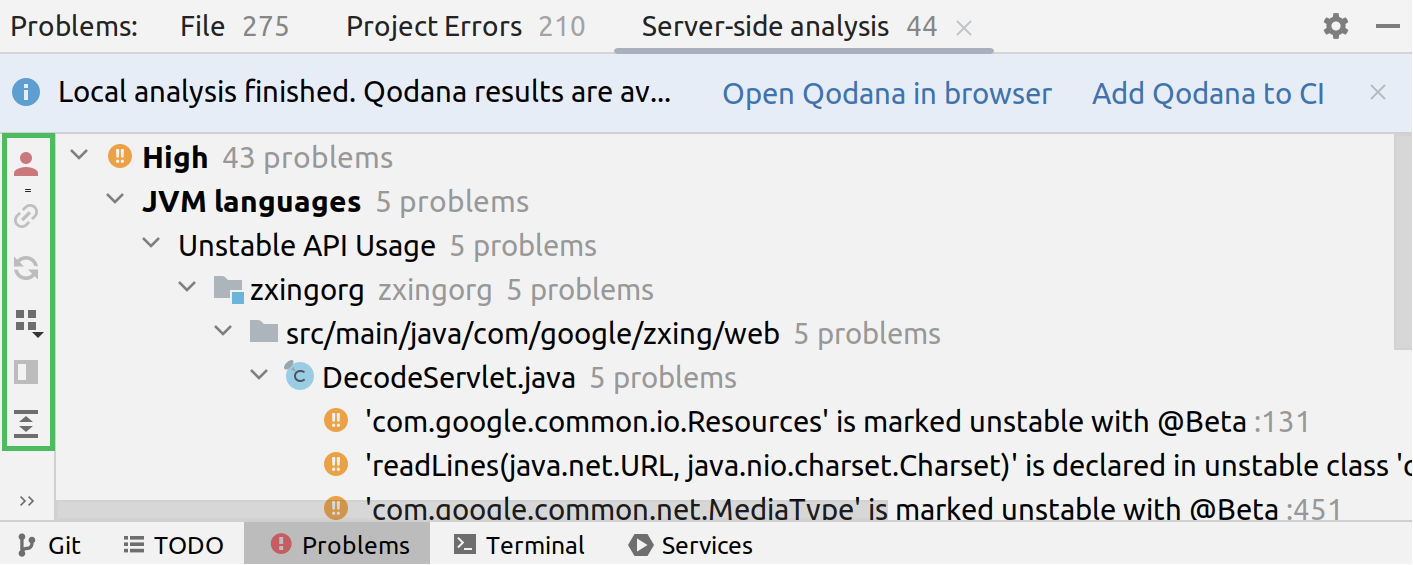 Problems: File 275 Project Errors 210 Server-side analysis 44
Local analysis finished. Qodana results are av... Open Qodana in browser Add Qodana to CI
High 43 problems
JVM languages 5 problems
Unstable API Usage 5 problems
zxingorg zxingorg 5 problems
src/main/java/com/google/zxing/web 5 problems
DecodeServlet.java 5 problems
'com.google.common.io.Resources' is marked unstable with @Beta :131
'readLines(java.net.URL, java.nio.charset.Charset)' is declared in unstable class 'c
'com.google.common.net.MediaType' is marked unstable with @Beta :451
Git TODO Problems Terminal Services